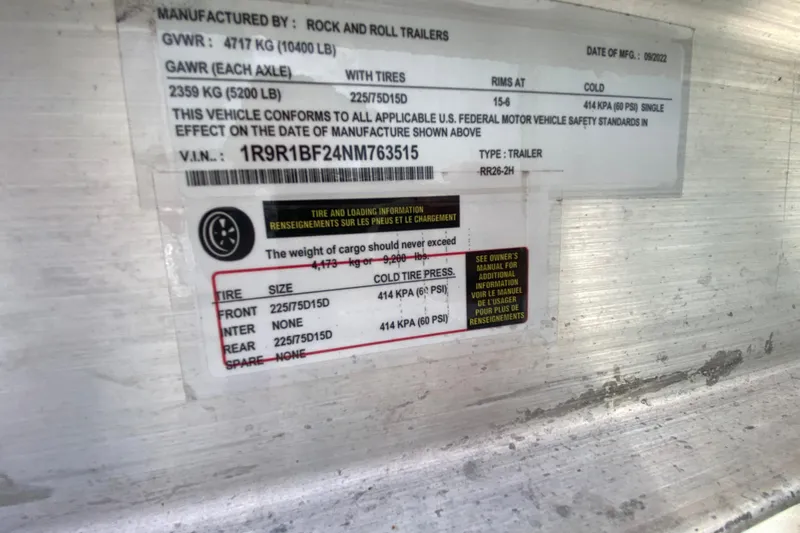 MANUFACTURED BY : ROCK AND ROLL TRAILERS
GVWR : 4717 KG (10400 LB) DATE OF MFG. : 09/2022
GAWR (EACH AXLE) WITH TIRES RIMS AT COLD
2359 KG (5200 LB) 225/75D15D 15-6 414 KPA (60 PSI) SINGLE
THIS VEHICLE CONFORMS TO ALL APPLICABLE U.S. FEDERAL MOTOR VEHICLE SAFETY STANDARDS IN
EFFECT ON THE DATE OF MANUFACTURE SHOWN ABOVE
V.I.N.. : 1R9R1BF24NM763515 TYPE : TRAILER
RR26-2H
TIRE AND LOADING INFORMATION
RENSEIGNEMENTS SUR LES PNEUS ET LE CHARGEMENT
The weight of cargo should never exceed
4,173 kg or 9,200 lbs.
TIRE SIZE COLD TIRE PRESS.
FRONT 225/75D15D 414 KPA (60 PSI)
INTER NONE
REAR 225/75D15D 414 KPA (60 PSI)
SPARE NONE
SEE OWNER'S
MANUAL FOR
ADDITIONAL
INFORMATION
VOIR LE MANUEL
DE L'USAGER
POUR PLUS DE
RENSEIGNEMENTS